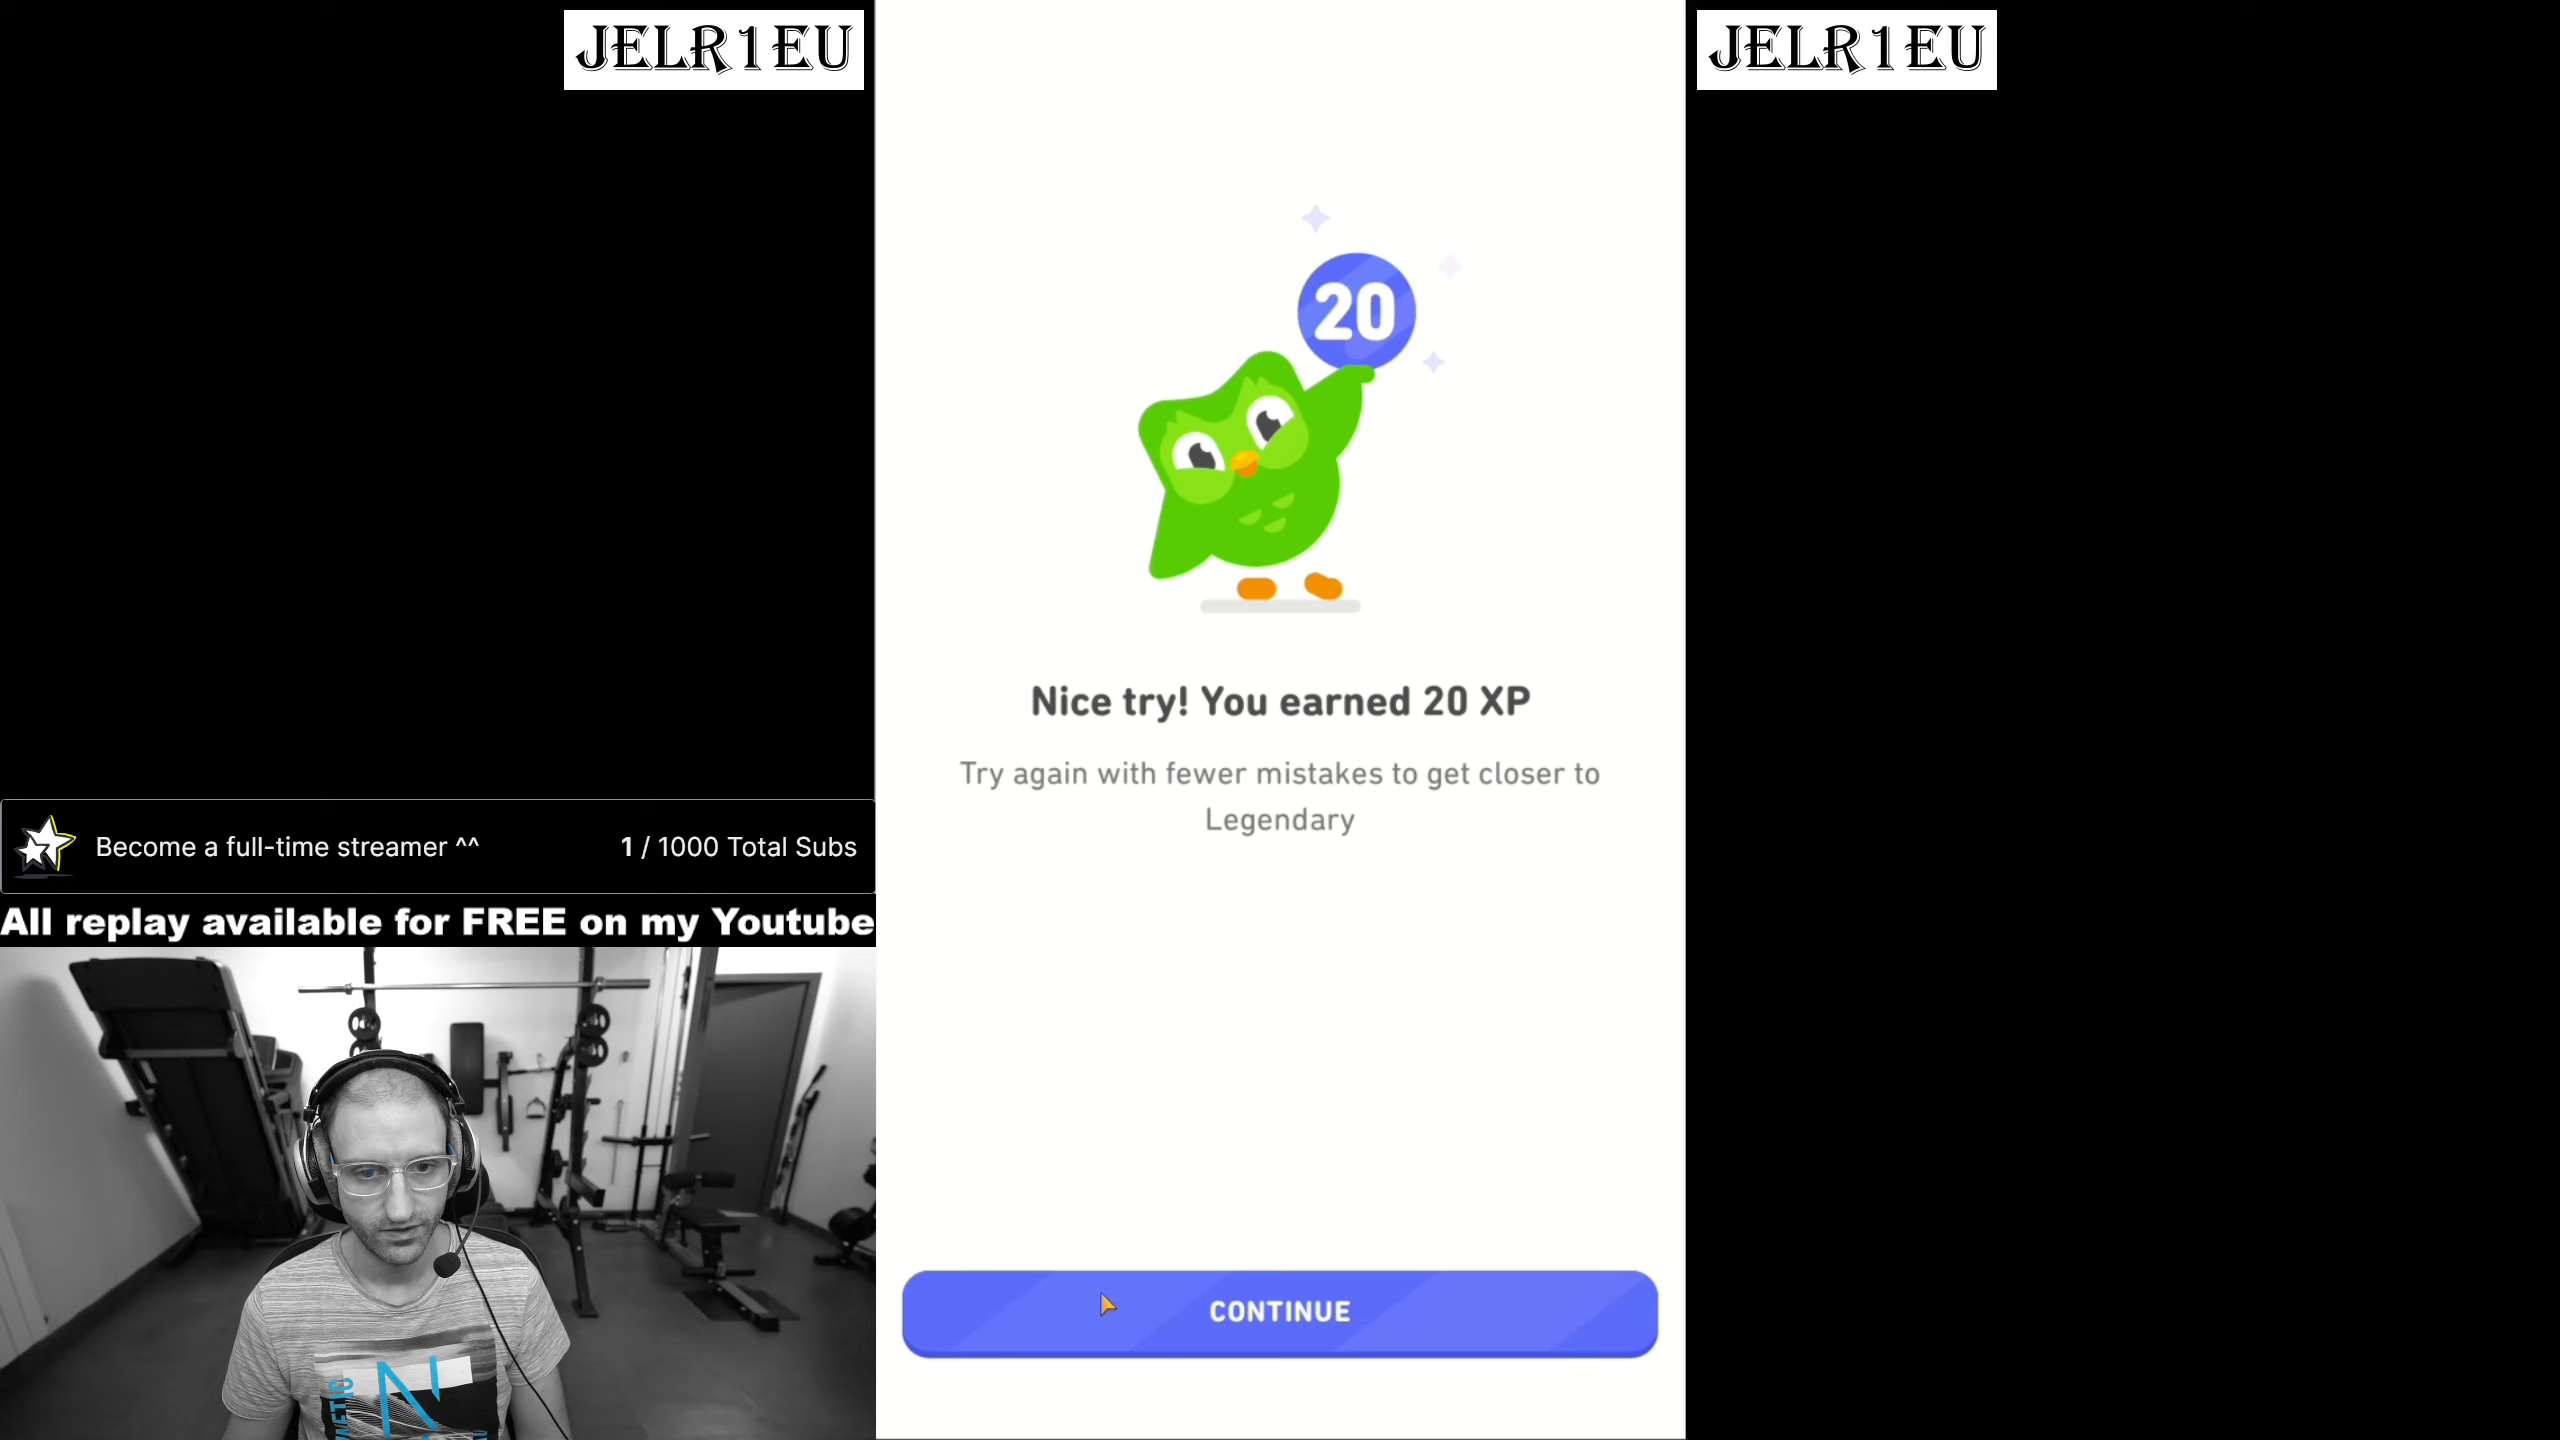 JELR1EU
JELR1EU
20
Nice try! You earned 20 XP
Try again with fewer mistakes to get closer to
Legendary
Become a full-time streamer ^^ 1 / 1000 Total Subs
All replay available for FREE on my Youtube
CONTINUE
N